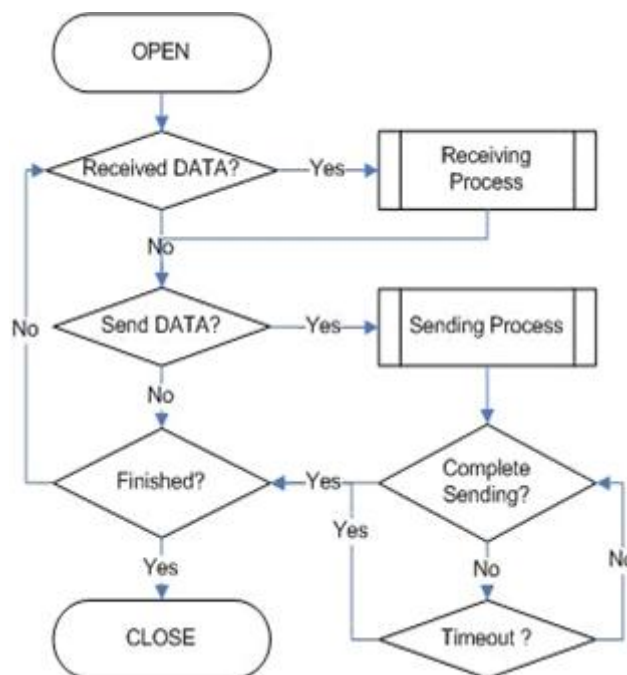 OPEN
Received DATA?
Yes
Receiving
Process
No
Send DATA?
Yes
Sending Process
No
No
Finished?
Yes
Complete
Sending?
Yes
No
No
Yes
CLOSE
Timeout ?